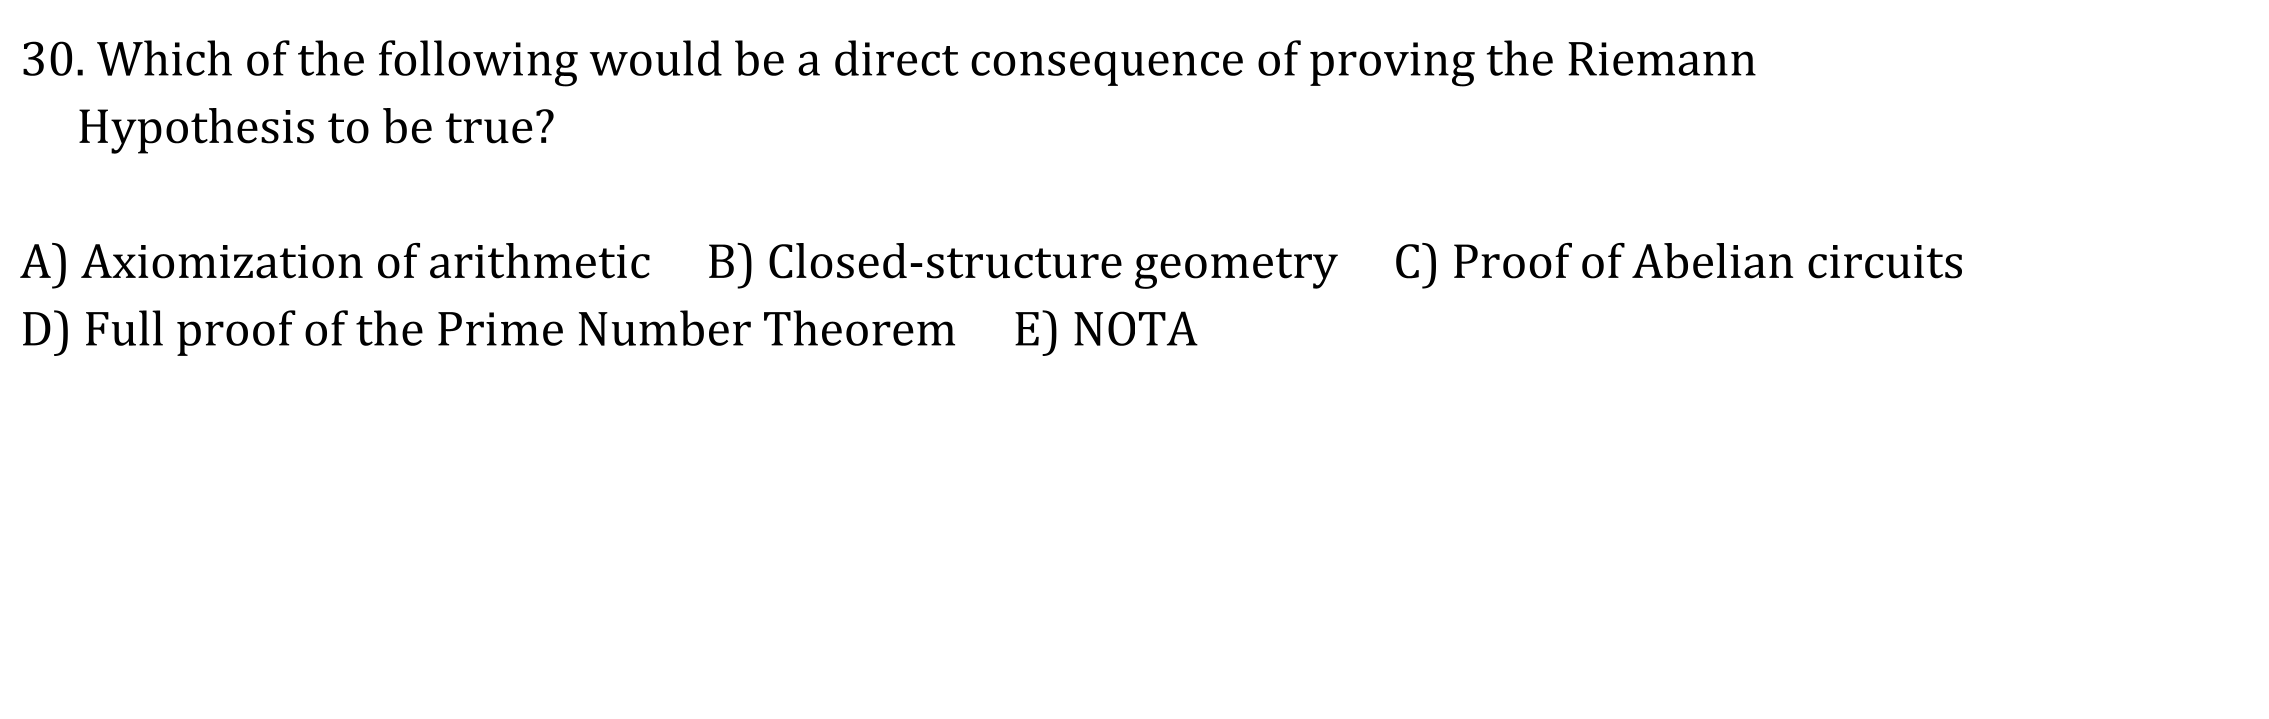 30. Which of the following would be a direct consequence of proving the Riemann
Hypothesis to be true?
A) Axiomization of arithmetic B) Closed-structure geometry C) Proof of Abelian circuits
D) Full proof of the Prime Number Theorem E) NOTA